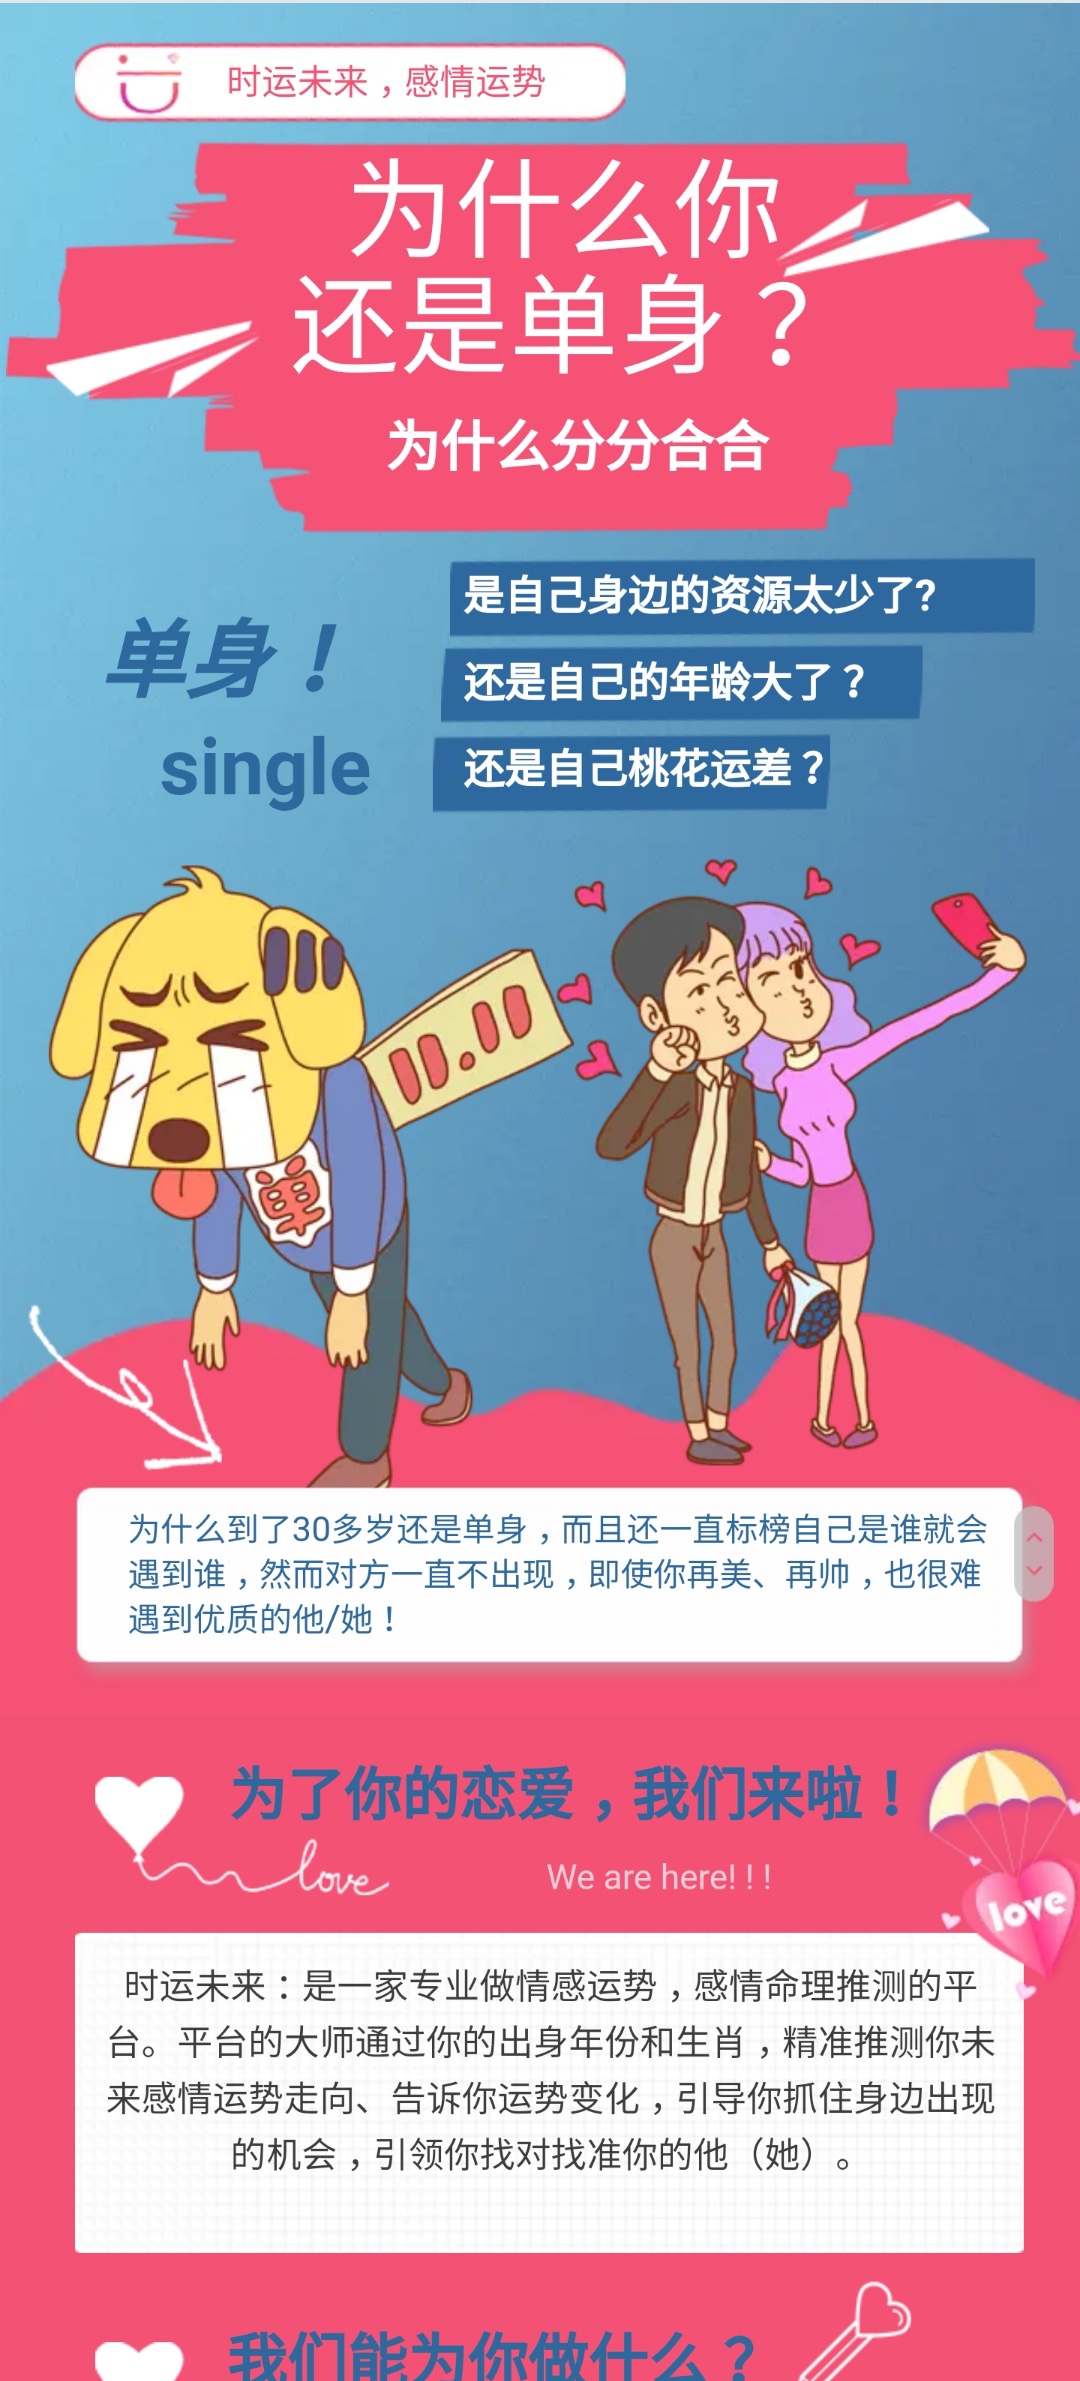 时运未来，感情运势
为什么你
还是单身？
为什么分分合合
是自己身边的资源太少了?
还是自己的年龄大了？
还是自己桃花运差？
单身！
single
11.11
单
为什么到了30多岁还是单身，而且还一直标榜自己是谁就会
遇到谁，然而对方一直不出现，即使你再美、再帅，也很难
遇到优质的他/她！
为了你的恋爱，我们来啦！
love
We are here! ! !
love
时运未来：是一家专业做情感运势，感情命理推测的平
台。平台的大师通过你的出身年份和生肖，精准推测你未
来感情运势走向、告诉你运势变化，引导你抓住身边出现
的机会，引领你找对找准你的他（她）。
我们能为你做什么？